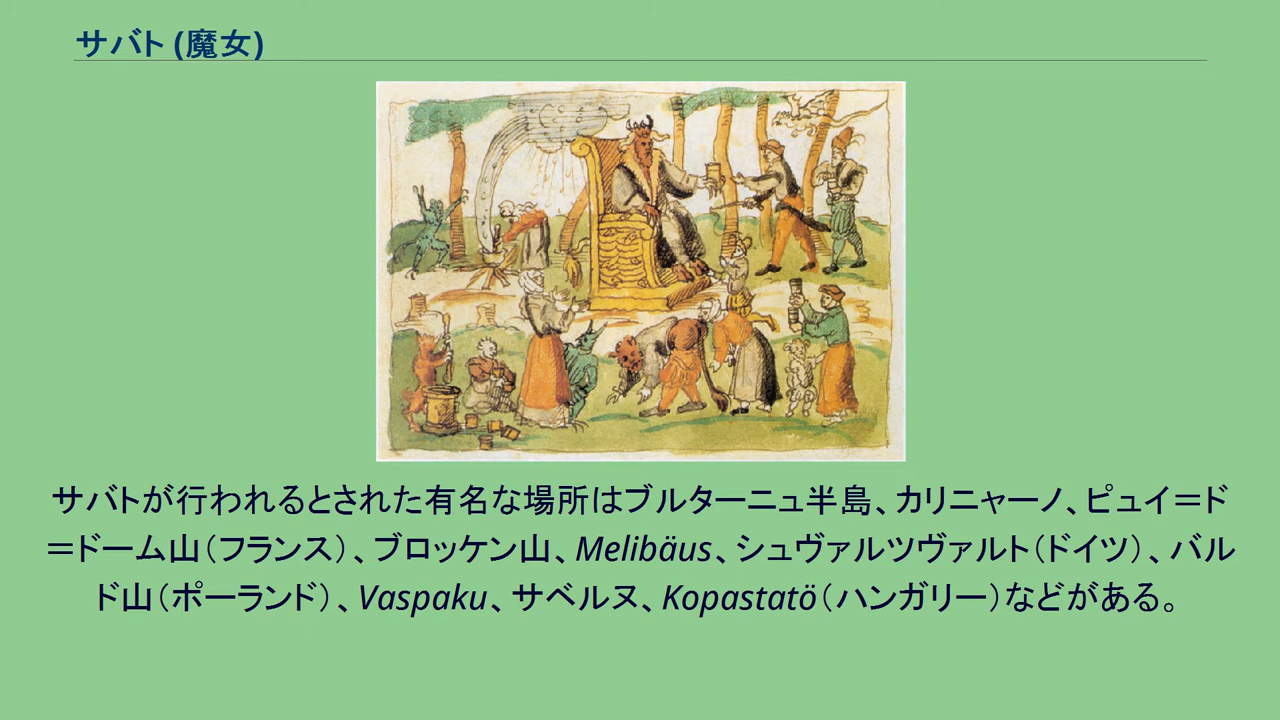 サバト (魔女)
サバトが行われるとされた有名な場所はブルターニュ半島、カリニャーノ、ピュイ＝ド
＝ドーム山（フランス）、ブロッケン山、Melibäus、シュヴァルツヴァルト（ドイツ）、バル
ド山（ポーランド）、Vaspaku、サベルヌ、Kopastatö（ハンガリー）などがある。